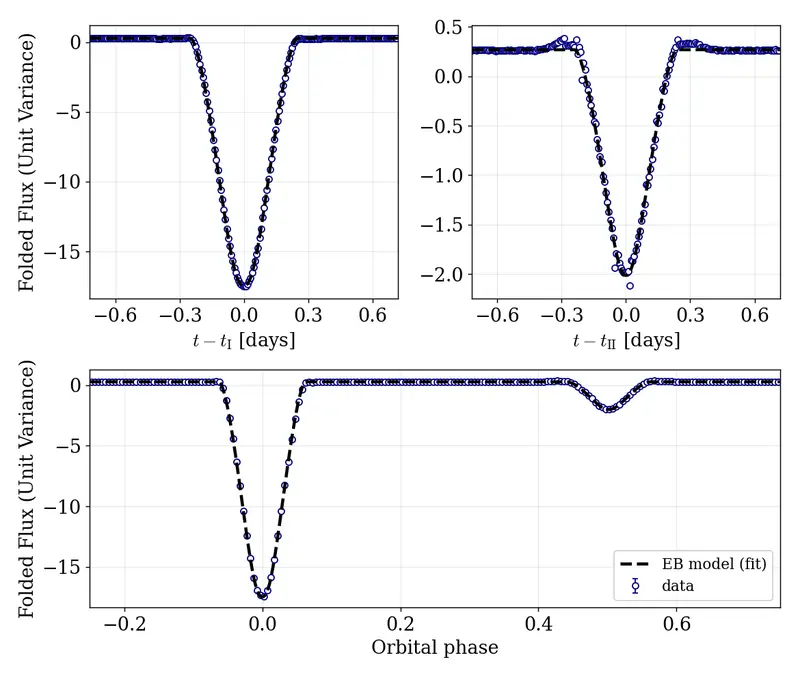 Folded Flux (Unit Variance)
0
−5
−10
−15
−0.6 −0.3 0.0 0.3 0.6
t − t_I [days]
0.5
0.0
−0.5
−1.0
−1.5
−2.0
−0.6 −0.3 0.0 0.3 0.6
t − t_II [days]
Folded Flux (Unit Variance)
0
−5
−10
−15
EB model (fit)
data
−0.2 0.0 0.2 0.4 0.6
Orbital phase